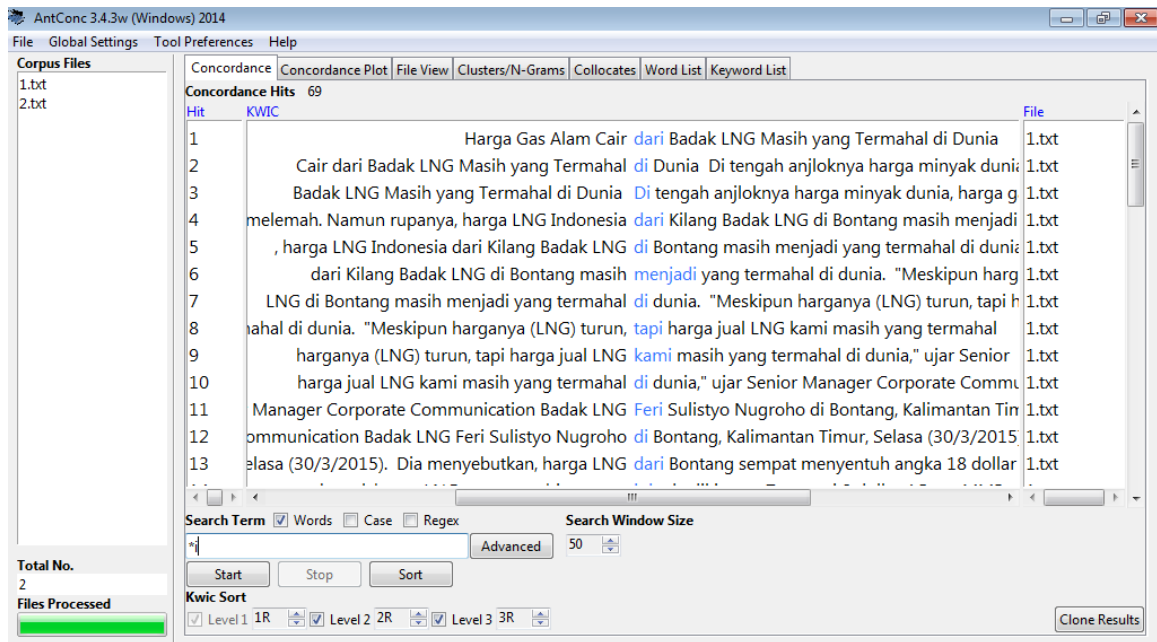 AntConc 3.4.3w (Windows) 2014
File Global Settings Tool Preferences Help
Corpus Files
1.txt
2.txt
Concordance Concordance Plot File View Clusters/N-Grams Collocates Word List Keyword List
Concordance Hits 69
Hit KWIC File
1 Harga Gas Alam Cair dari Badak LNG Masih yang Termahal di Dunia 1.txt
2 Cair dari Badak LNG Masih yang Termahal di Dunia Di tengah anjloknya harga minyak dunia 1.txt
3 Badak LNG Masih yang Termahal di Dunia Di tengah anjloknya harga minyak dunia, harga g 1.txt
4 melemah. Namun rupanya, harga LNG Indonesia dari Kilang Badak LNG di Bontang masih menjadi 1.txt
5 , harga LNG Indonesia dari Kilang Badak LNG di Bontang masih menjadi yang termahal di dunia 1.txt
6 dari Kilang Badak LNG di Bontang masih menjadi yang termahal di dunia. "Meskipun harg 1.txt
7 LNG di Bontang masih menjadi yang termahal di dunia. "Meskipun harganya (LNG) turun, tapi h 1.txt
8 ahal di dunia. "Meskipun harganya (LNG) turun, tapi harga jual LNG kami masih yang termahal 1.txt
9 harganya (LNG) turun, tapi harga jual LNG kami masih yang termahal di dunia," ujar Senior 1.txt
10 harga jual LNG kami masih yang termahal di dunia," ujar Senior Manager Corporate Commu 1.txt
11 Manager Corporate Communication Badak LNG Feri Sulistyo Nugroho di Bontang, Kalimantan Tim 1.txt
12 ommunication Badak LNG Feri Sulistyo Nugroho di Bontang, Kalimantan Timur, Selasa (30/3/2015) 1.txt
13 elasa (30/3/2015). Dia menyebutkan, harga LNG dari Bontang sempat menyentuh angka 18 dollar 1.txt
Search Term Words Case Regex Search Window Size
*i Advanced 50
Start Stop Sort
Total No.
2
Files Processed
Kwic Sort
Level 1 1R Level 2 2R Level 3 3R Clone Results